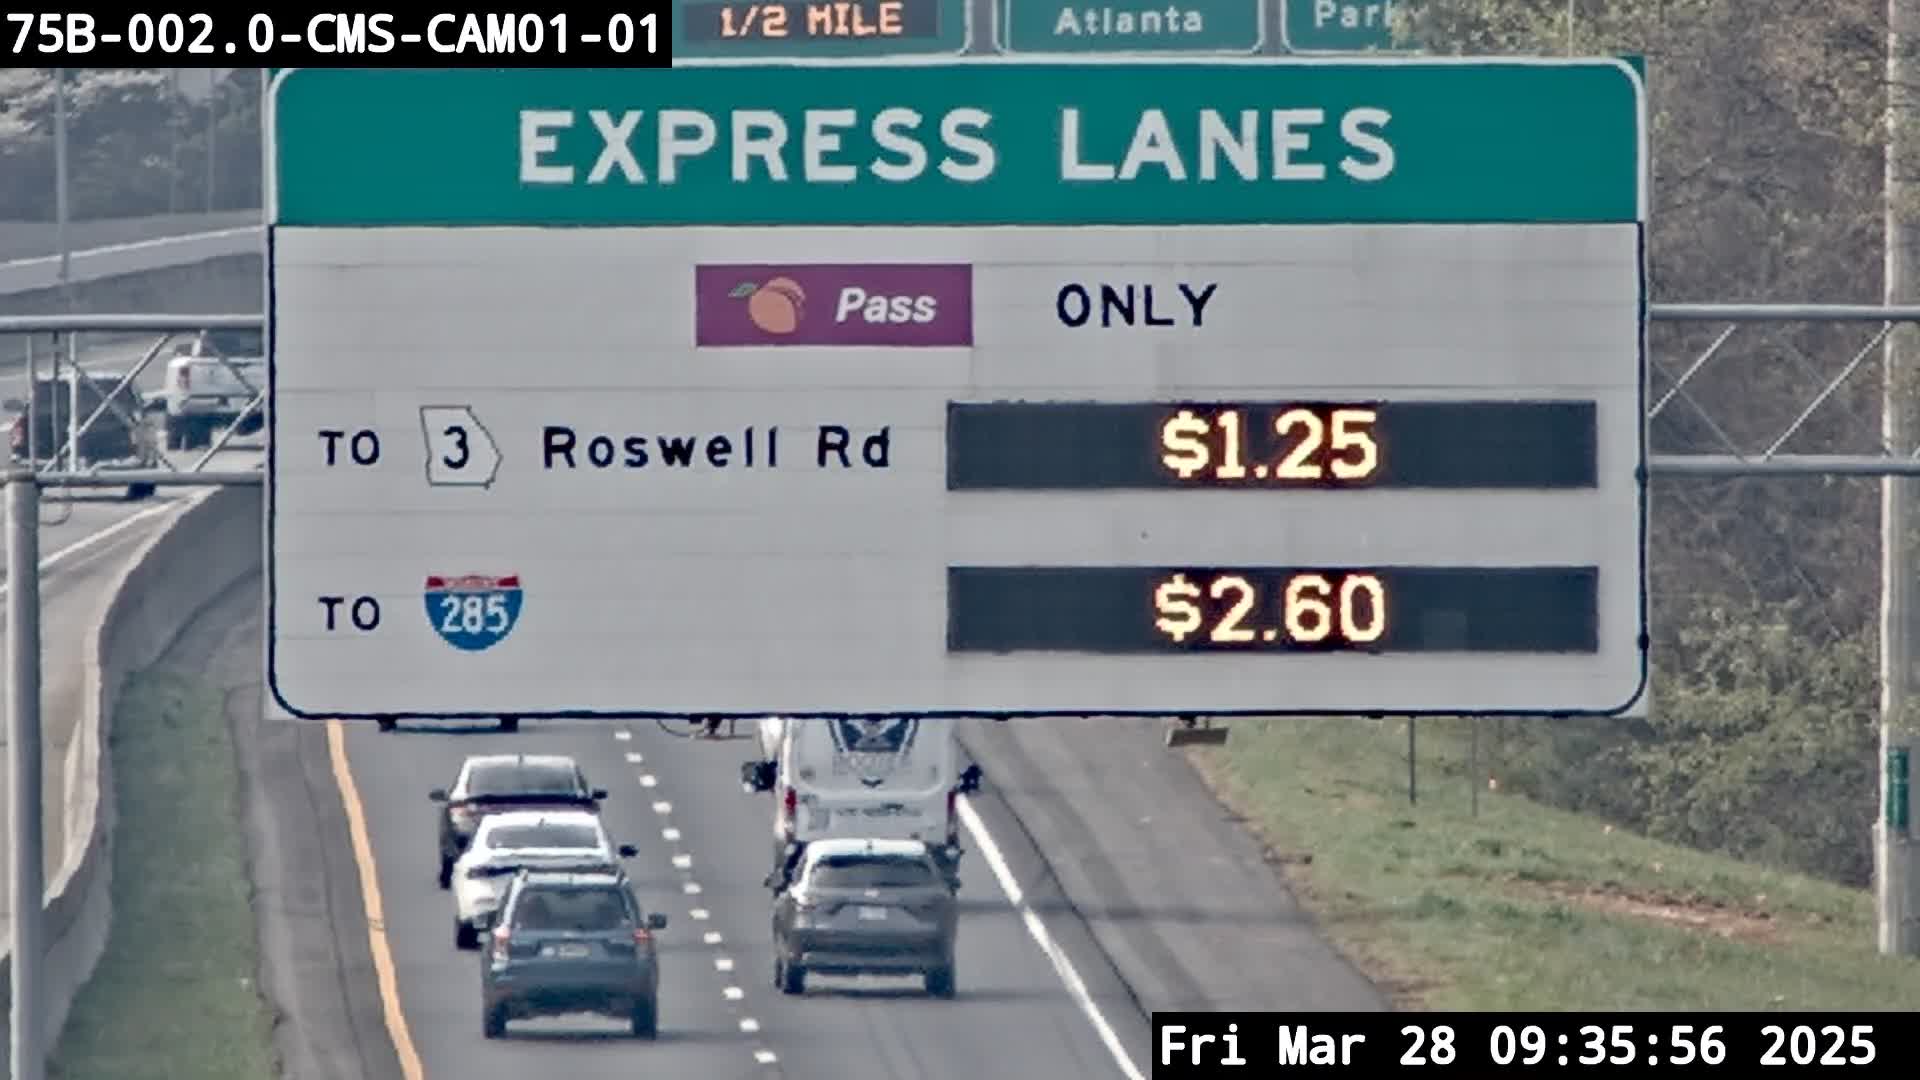 75B-002.0-CMS-CAM01-01
1/2 MILE
Atlanta
EXPRESS LANES
Pass ONLY
TO 3 Roswell Rd $1.25
TO 285 $2.60
Fri Mar 28 09:35:56 2025